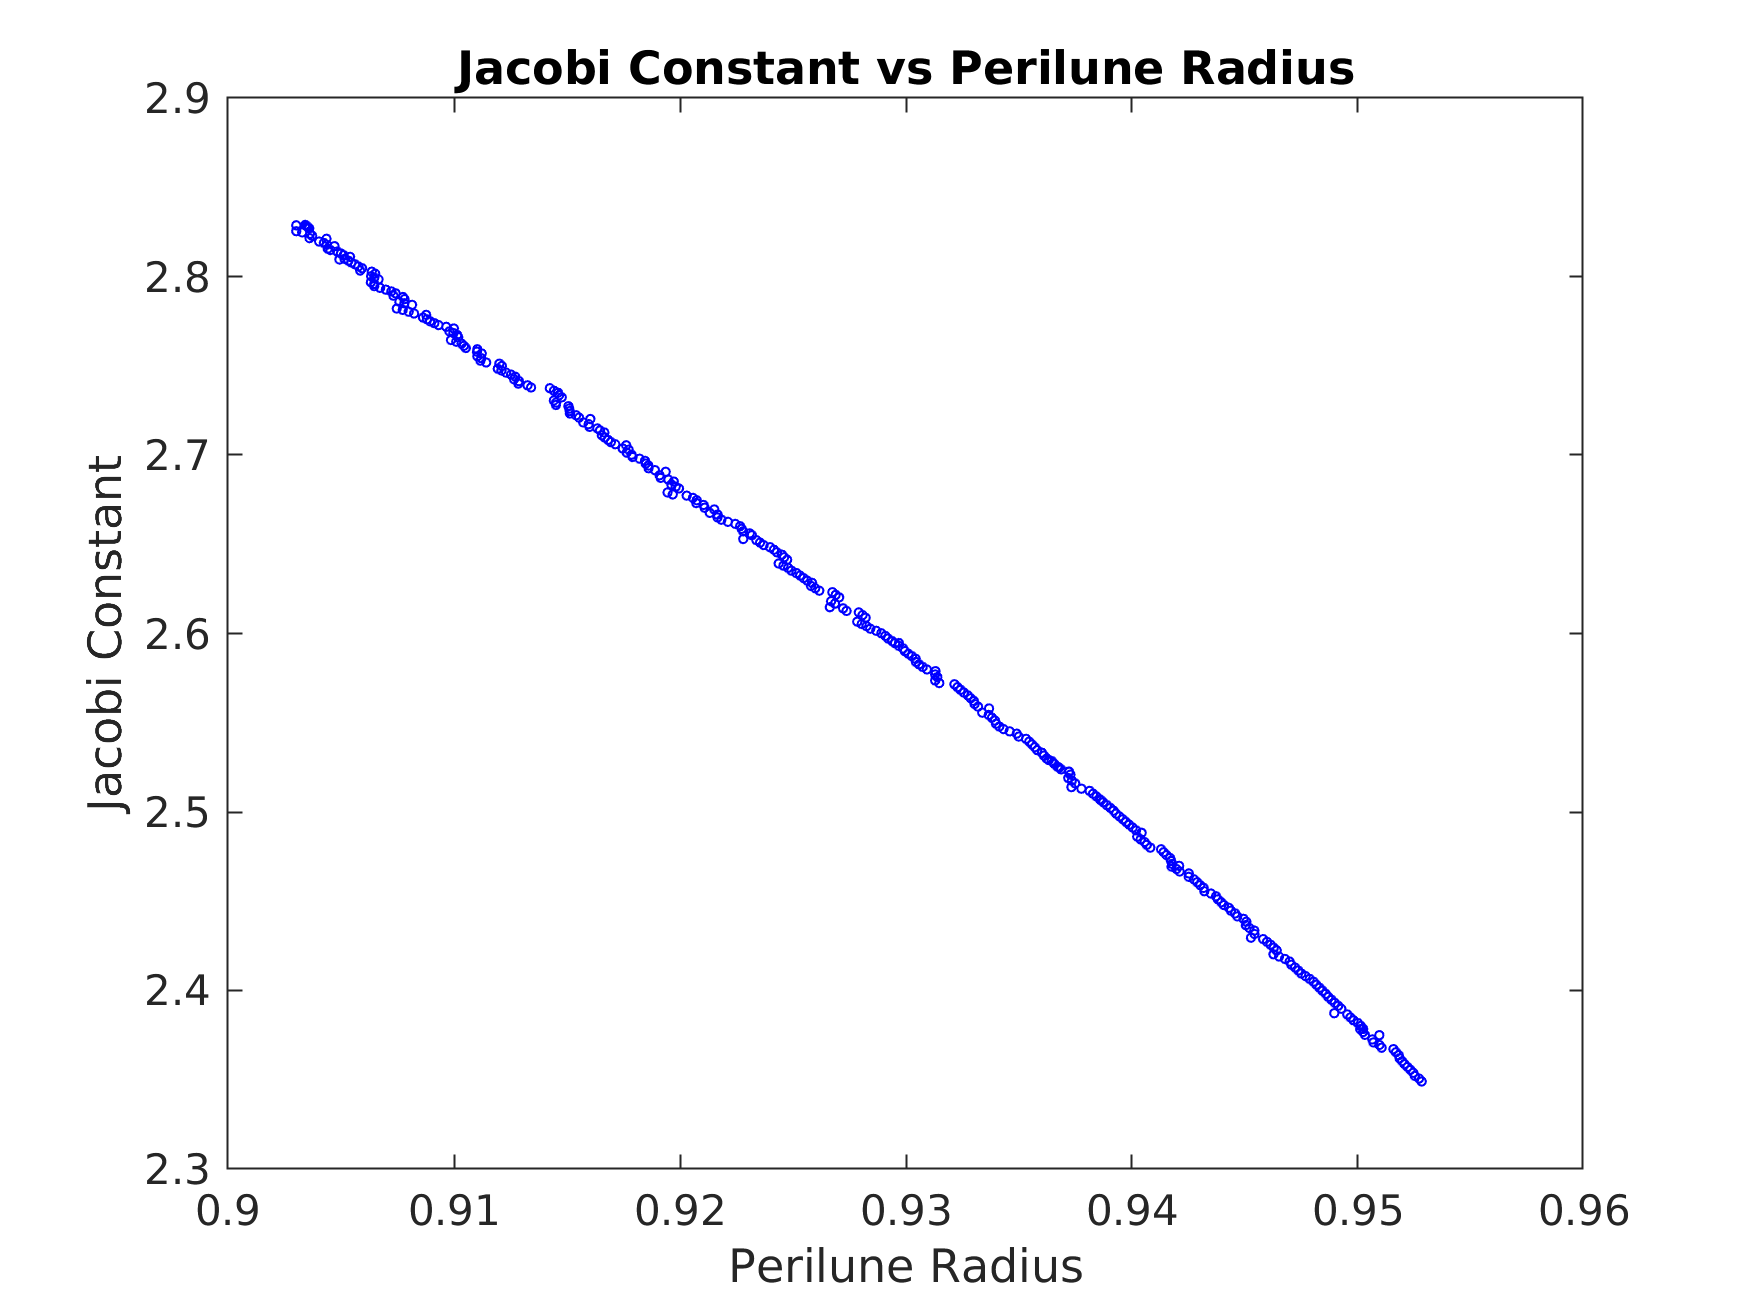 Jacobi Constant vs Perilune Radius
2.9
2.8
2.7
2.6
2.5
2.4
2.3
Jacobi Constant
0.9 0.91 0.92 0.93 0.94 0.95 0.96
Perilune Radius